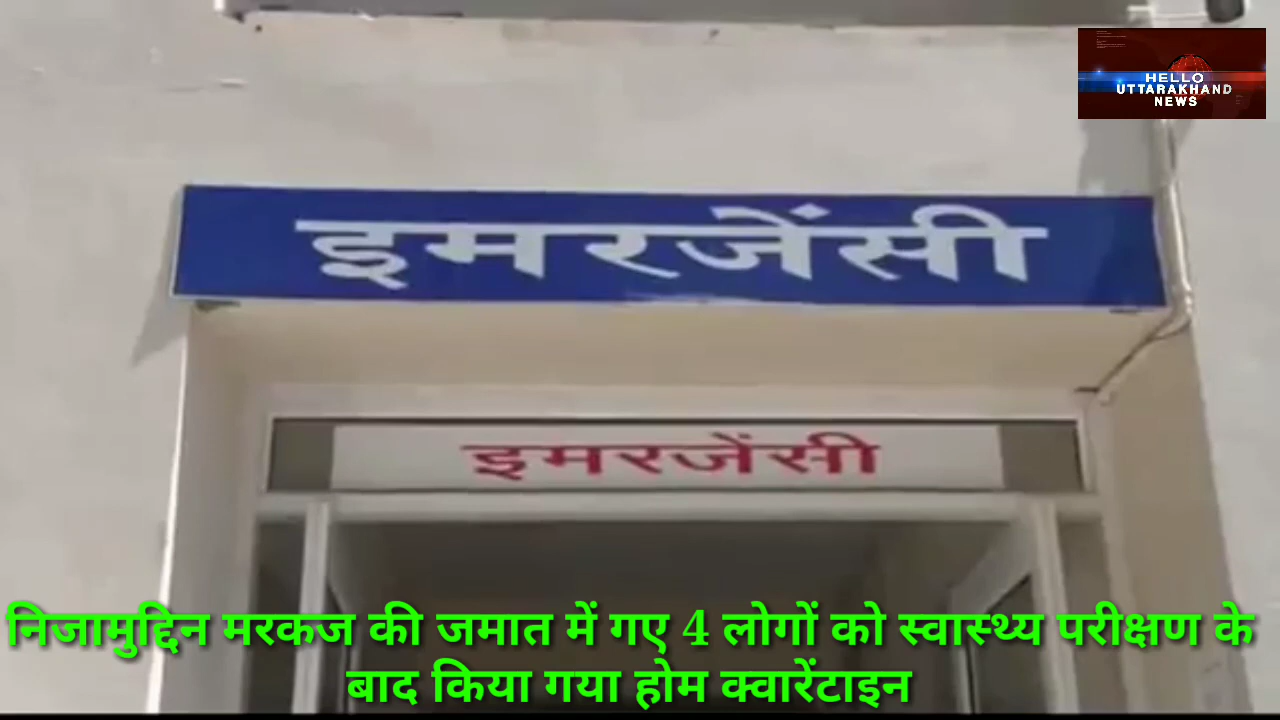 HELLO
UTTARAKHAND
NEWS
इमरजेंसी
इमरजेंसी
निजामुद्दिन मरकज की जमात में गए 4 लोगों को स्वास्थ्य परीक्षण के
बाद किया गया होम क्वारेंटाइन